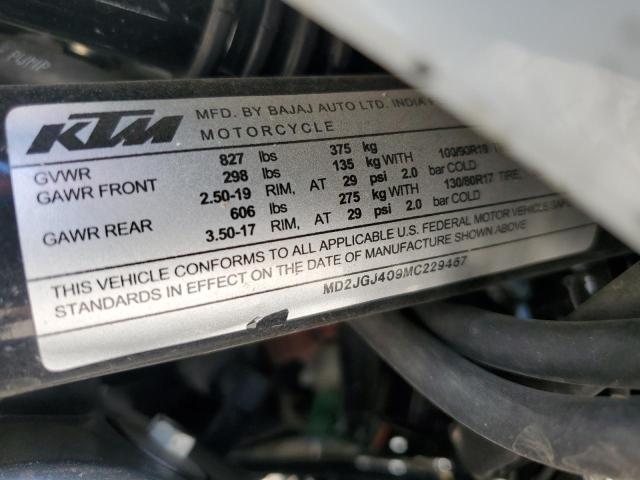 PUMP
KTM
MFD. BY BAJAJ AUTO LTD. INDIA
MOTORCYCLE
GVWR 827 lbs 375 kg
GAWR FRONT 298 lbs 135 kg WITH 100/90R19
2.50-19 RIM, AT 29 psi 2.0 bar COLD
GAWR REAR 606 lbs 275 kg WITH 130/80R17 TIRE,
3.50-17 RIM, AT 29 psi 2.0 bar COLD
THIS VEHICLE CONFORMS TO ALL APPLICABLE U.S. FEDERAL MOTOR VEHICLE
STANDARDS IN EFFECT ON THE DATE OF MANUFACTURE SHOWN ABOVE
MD2JGJ409MC229467